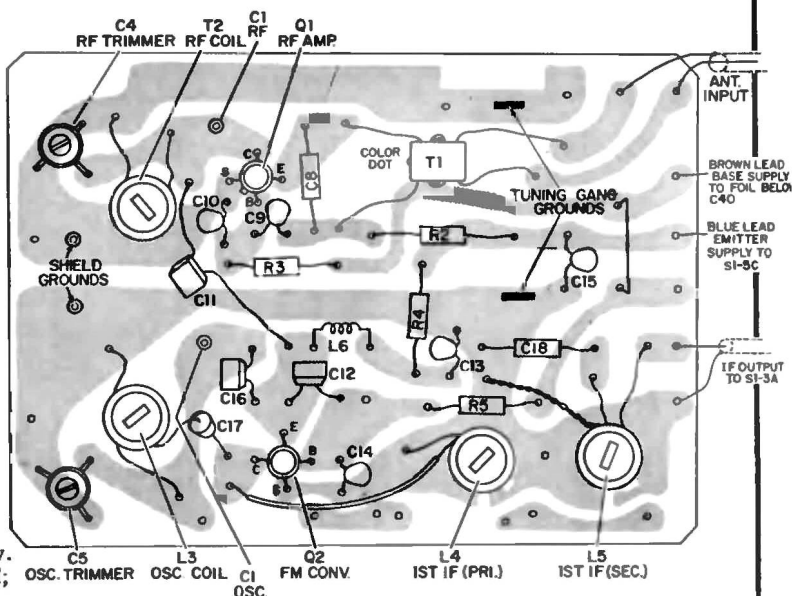 C4
RF TRIMMER
T2
RF COIL
C1
RF
Q1
RF AMP.
ANT.
INPUT
COLOR
DOT
T1
C
E
S
B
C8
C10
C9
BROWN LEAD
BASE SUPPLY
TO FOIL BELOW
C40
TUNING GANG
GROUNDS
R2
BLUE LEAD
EMITTER
SUPPLY TO
S1-5C
SHIELD
GROUNDS
R3
C11
C15
R4
L6
C13
C18
IF OUTPUT
TO S1-3A
C16
C12
R5
C17
E
B
C
S
C14
7-
;
C5
OSC. TRIMMER
L3
OSC COIL
C1
OSC.
Q2
FM CONV.
L4
1ST IF (PRI.)
L5
1ST IF (SEC.)